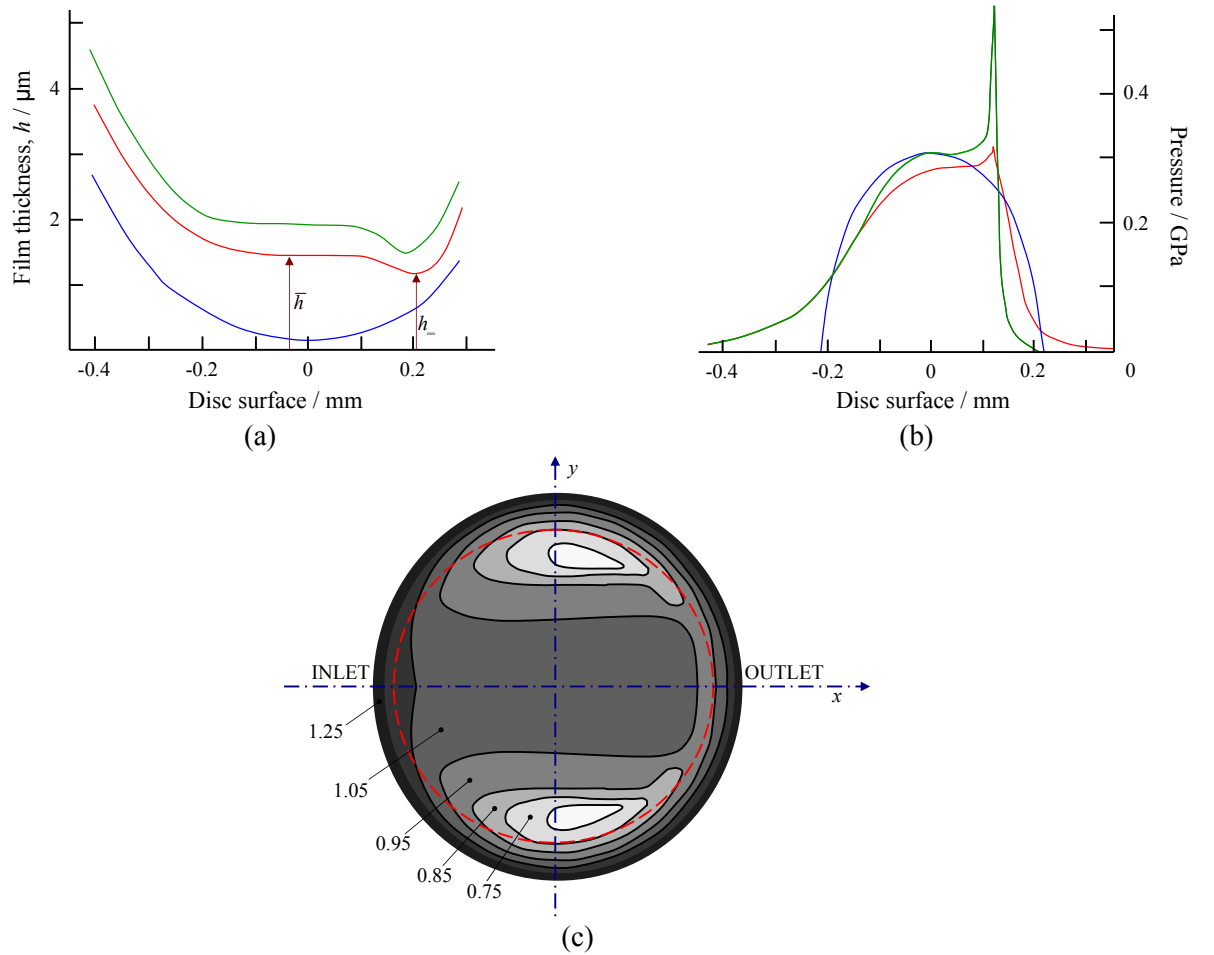 Film thickness, h / μm
4
2
h̄
h min
-0.4
-0.2
0
0.2
Disc surface / mm
(a)
0.4
0.2
Pressure / GPa
-0.4
-0.2
0
0.2
0
Disc surface / mm
(b)
y
INLET
OUTLET
x
1.25
1.05
0.95
0.85
0.75
(c)